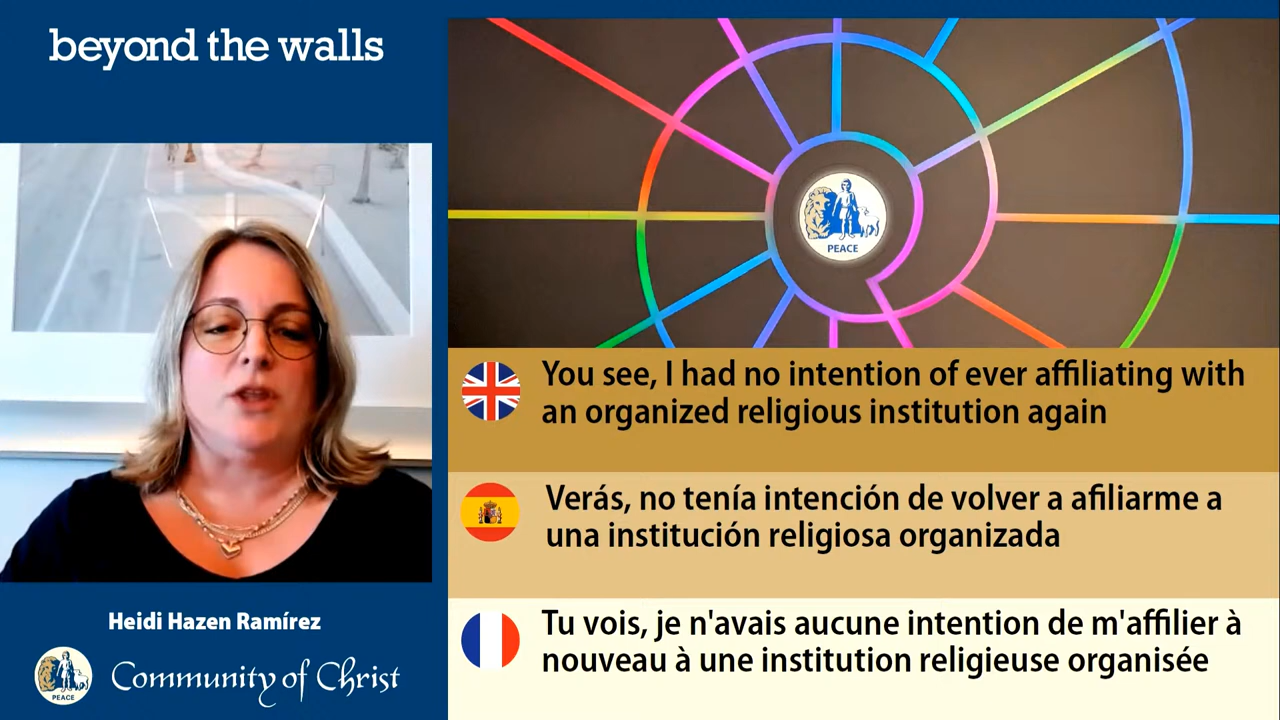 beyond the walls
PEACE
You see, I had no intention of ever affiliating with
an organized religious institution again
Verás, no tenía intención de volver a afiliarme a
una institución religiosa organizada
Tu vois, je n'avais aucune intention de m'affilier à
nouveau à une institution religieuse organisée
Heidi Hazen Ramírez
PEACE
Community of Christ